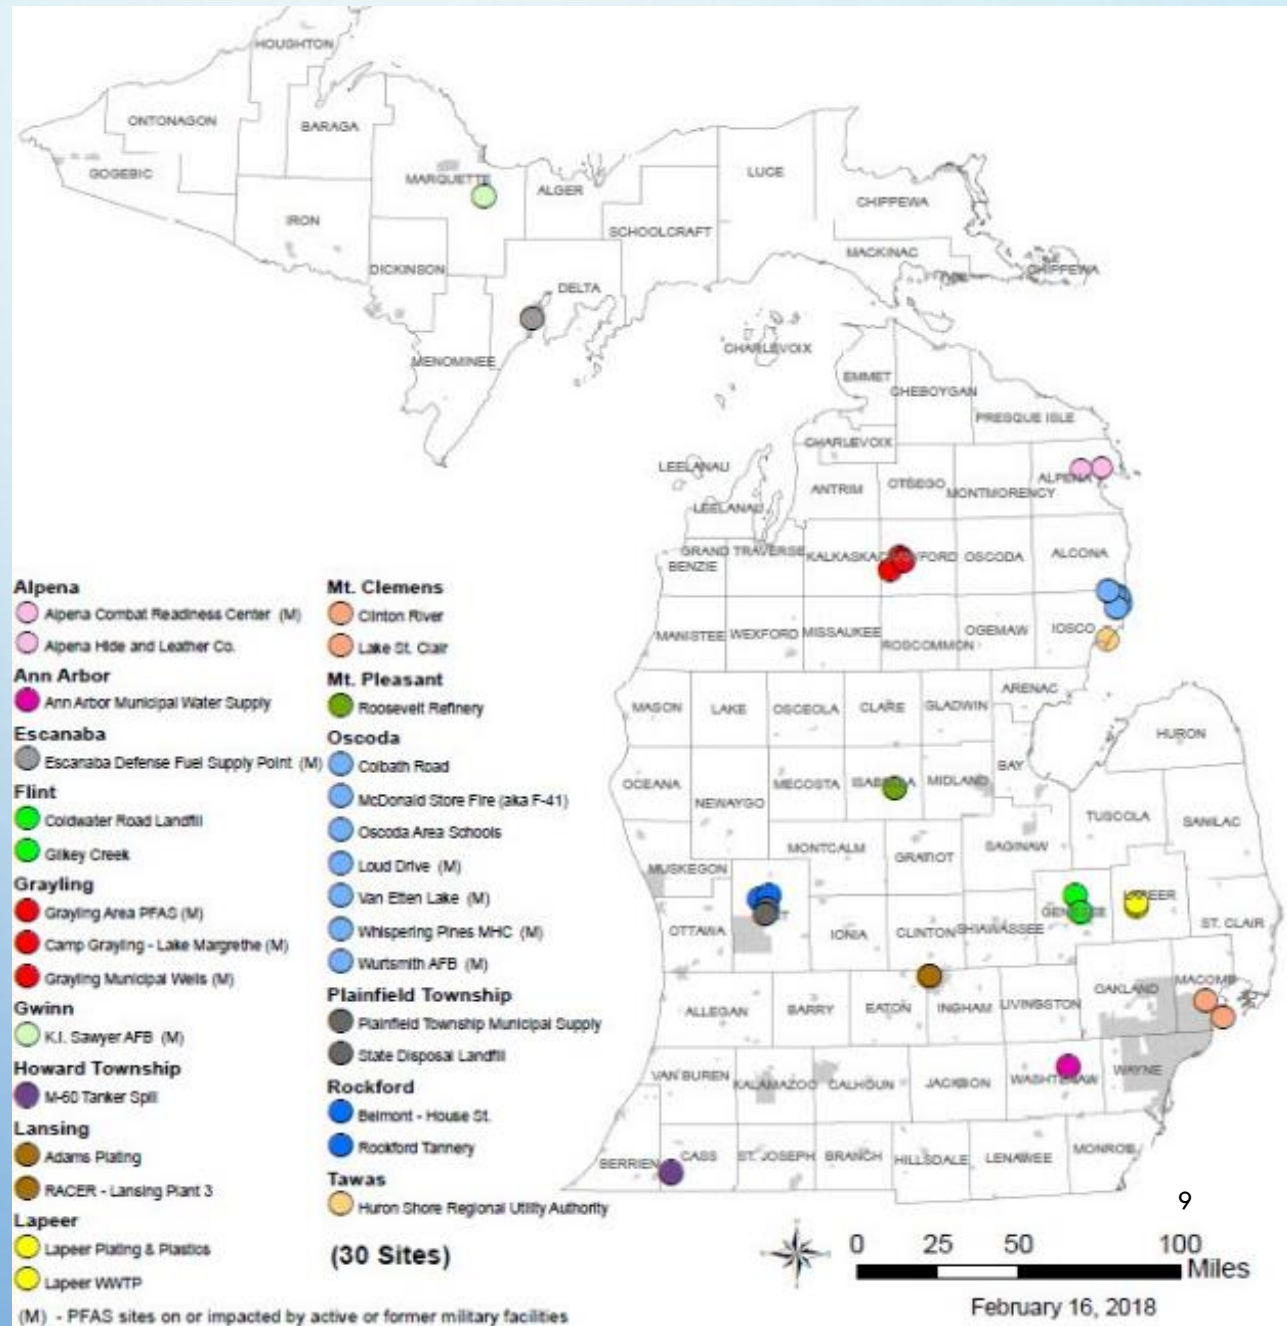 HOUGHTON
ONTONAGON
BARAGA
GOGEBIC
MARQUETTE
ALGER
LUCE
CHIPPEWA
IRON
SCHOOLCRAFT
DICKINSON
MACKINAC
CHIPPEWA
DELTA
MENOMINEE
CHARLEVOIX
EMMET
CHEBOYGAN
PRESQUE ISLE
CHARLEVOIX
LEELANAU
ANTRIM
OTSEGO
MONTMORENCY
ALPENA
LEELANAU
GRAND TRAVERSE
BENZIE
KALKASKA
OSCODA
ALCONA
MANISTEE
WEXFORD
MISSAUKEE
ROSCOMMON
OGEMAW
IOSCO
ARENAC
MASON
LAKE
OSCEOLA
CLARE
GLADWIN
HURON
BAY
OCEANA
NEWAYGO
MECOSTA
ISABELLA
MIDLAND
TUSCOLA
SANILAC
MUSKEGON
MONTCALM
GRATIOT
SAGINAW
LAPEER
GENESEE
OTTAWA
IONIA
CLINTON
SHIAWASSEE
ST. CLAIR
MACOMB
OAKLAND
ALLEGAN
BARRY
EATON
INGHAM
LIVINGSTON
VAN BUREN
KALAMAZOO
CALHOUN
JACKSON
WASHTENAW
WAYNE
BERRIEN
CASS
ST. JOSEPH
BRANCH
HILLSDALE
LENAWEE
MONROE
Alpena
Alpena Combat Readiness Center (M)
Alpena Hide and Leather Co.
Ann Arbor
Ann Arbor Municipal Water Supply
Escanaba
Escanaba Defense Fuel Supply Point (M)
Flint
Coldwater Road Landfill
Gilkey Creek
Grayling
Grayling Area PFAS (M)
Camp Grayling - Lake Margrethe (M)
Grayling Municipal Wells (M)
Gwinn
K.I. Sawyer AFB (M)
Howard Township
M-60 Tanker Spill
Lansing
Adams Plating
RACER - Lansing Plant 3
Lapeer
Lapeer Plating & Plastics
Lapeer WWTP
Mt. Clemens
Clinton River
Lake St. Clair
Mt. Pleasant
Roosevelt Refinery
Oscoda
Colbath Road
McDonald Store Fire (aka F-41)
Oscoda Area Schools
Loud Drive (M)
Van Etten Lake (M)
Whispering Pines MHC (M)
Wurtsmith AFB (M)
Plainfield Township
Plainfield Township Municipal Supply
State Disposal Landfill
Rockford
Belmont - House St.
Rockford Tannery
Tawas
Huron Shore Regional Utility Authority
(30 Sites)
(M) - PFAS sites on or impacted by active or former military facilities
9
0 25 50 100
Miles
February 16, 2018